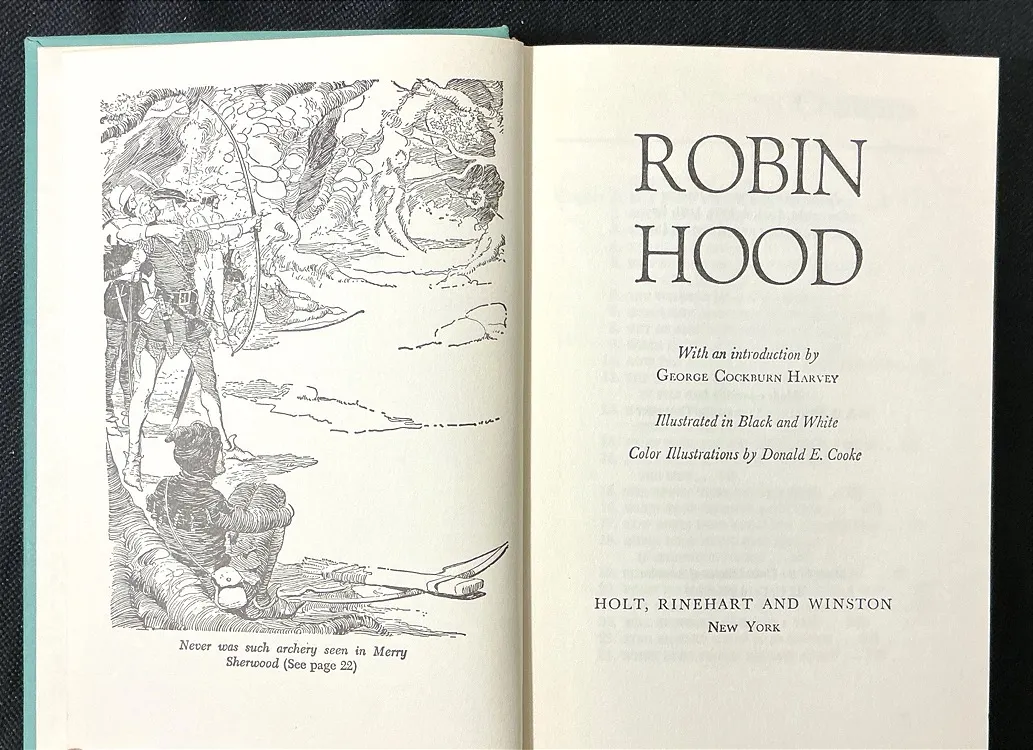 Never was such archery seen in Merry
Sherwood (See page 22)
ROBIN
HOOD
With an introduction by
GEORGE COCKBURN HARVEY
Illustrated in Black and White
Color Illustrations by Donald E. Cooke
HOLT, RINEHART AND WINSTON
NEW YORK